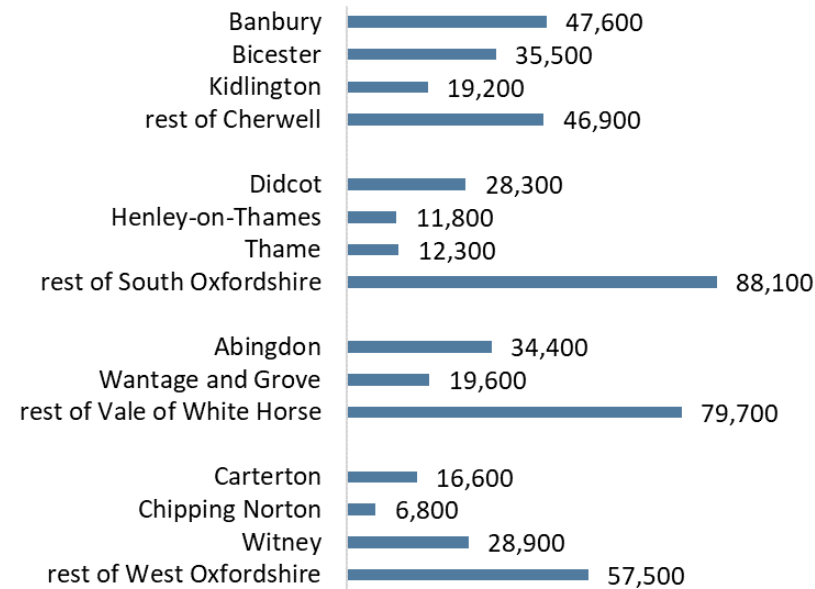 Banbury 47,600
Bicester 35,500
Kidlington 19,200
rest of Cherwell 46,900
Didcot 28,300
Henley-on-Thames 11,800
Thame 12,300
rest of South Oxfordshire 88,100
Abingdon 34,400
Wantage and Grove 19,600
rest of Vale of White Horse 79,700
Carterton 16,600
Chipping Norton 6,800
Witney 28,900
rest of West Oxfordshire 57,500